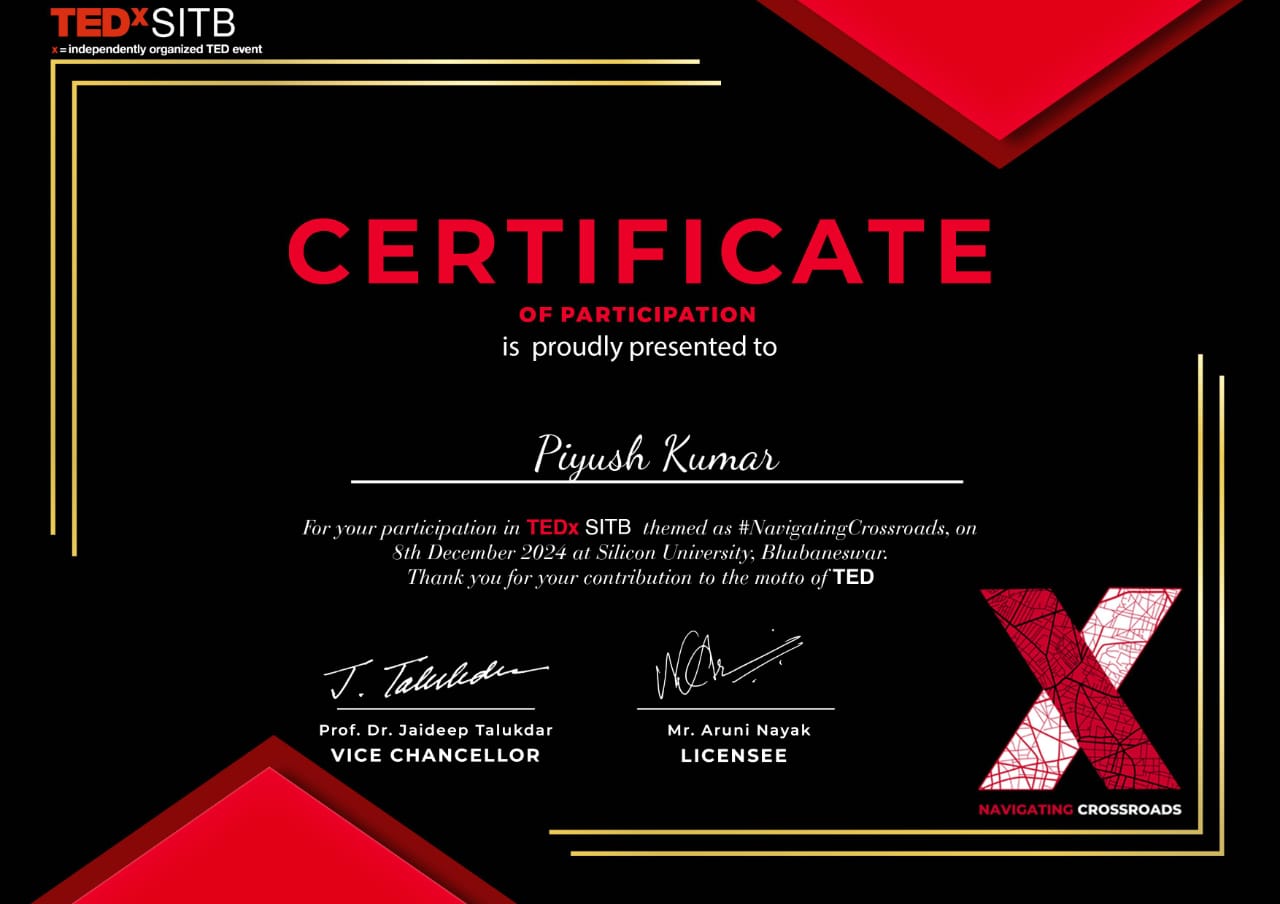 TEDxSITB
x = independently organized TED event
CERTIFICATE
OF PARTICIPATION
is proudly presented to
Piyush Kumar
For your participation in TEDx SITB themed as #NavigatingCrossroads, on
8th December 2024 at Silicon University, Bhubaneswar.
Thank you for your contribution to the motto of TED
J. Talukdar
Prof. Dr. Jaideep Talukdar
VICE CHANCELLOR
Mr. Aruni Nayak
LICENSEE
X
NAVIGATING CROSSROADS